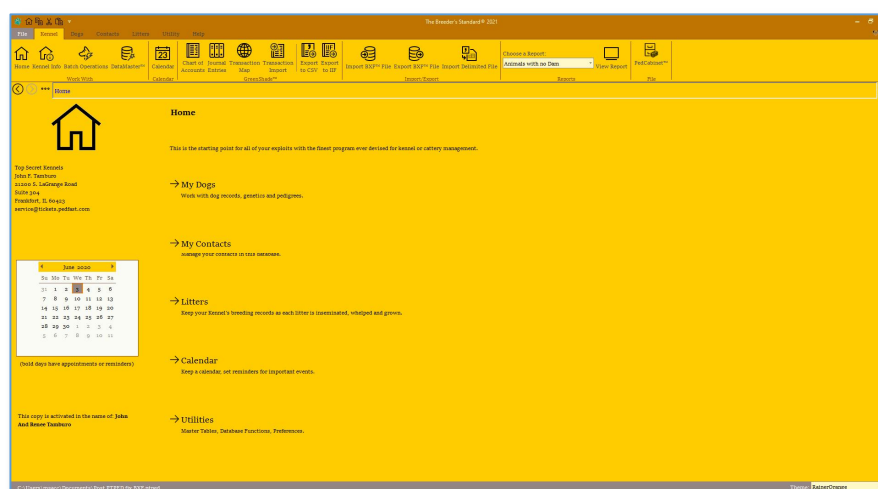 The Breeder's Standard® 2021
File Kennel Dogs Contacts Litters Utility Help
Home Kennel Info Batch Operations DataMapter™
Work With
23
Calendar
Calendar
Chart of Accounts Journal Entries Transaction Map Transaction Import Export to CSV Export to IIF
GreenShade™
Import BXF™ File Export BXF™ File Import Delimited File
Import/Export
Choose a Report:
Animals with no Dam
View Report
Reports
PedCabinet™
File
Home
Home
This is the starting point for all of your exploits with the finest program ever devised for kennel or cattery management.
Top Secret Kennels
John F. Tamburo
21200 S. LaGrange Road
Suite 304
Frankfort, IL 60423
service@tickets.pedfast.com
My Dogs
Work with dog records, genetics and pedigrees.
My Contacts
Manage your contacts in this database.
June 2020
Su Mo Tu We Th Fr Sa
31 1 2 3 4 5 6
7 8 9 10 11 12 13
14 15 16 17 18 19 20
21 22 23 24 25 26 27
28 29 30 1 2 3 4
5 6 7 8 9 10 11
(bold days have appointments or reminders)
Litters
Keep your Kennel's breeding records as each litter is inseminated, whelped and grown.
Calendar
Keep a calendar, set reminders for important events.
This copy is activated in the name of: John
And Renee Tamburo
Utilities
Master Tables, Database Functions, Preferences.
Theme: RainerOrange